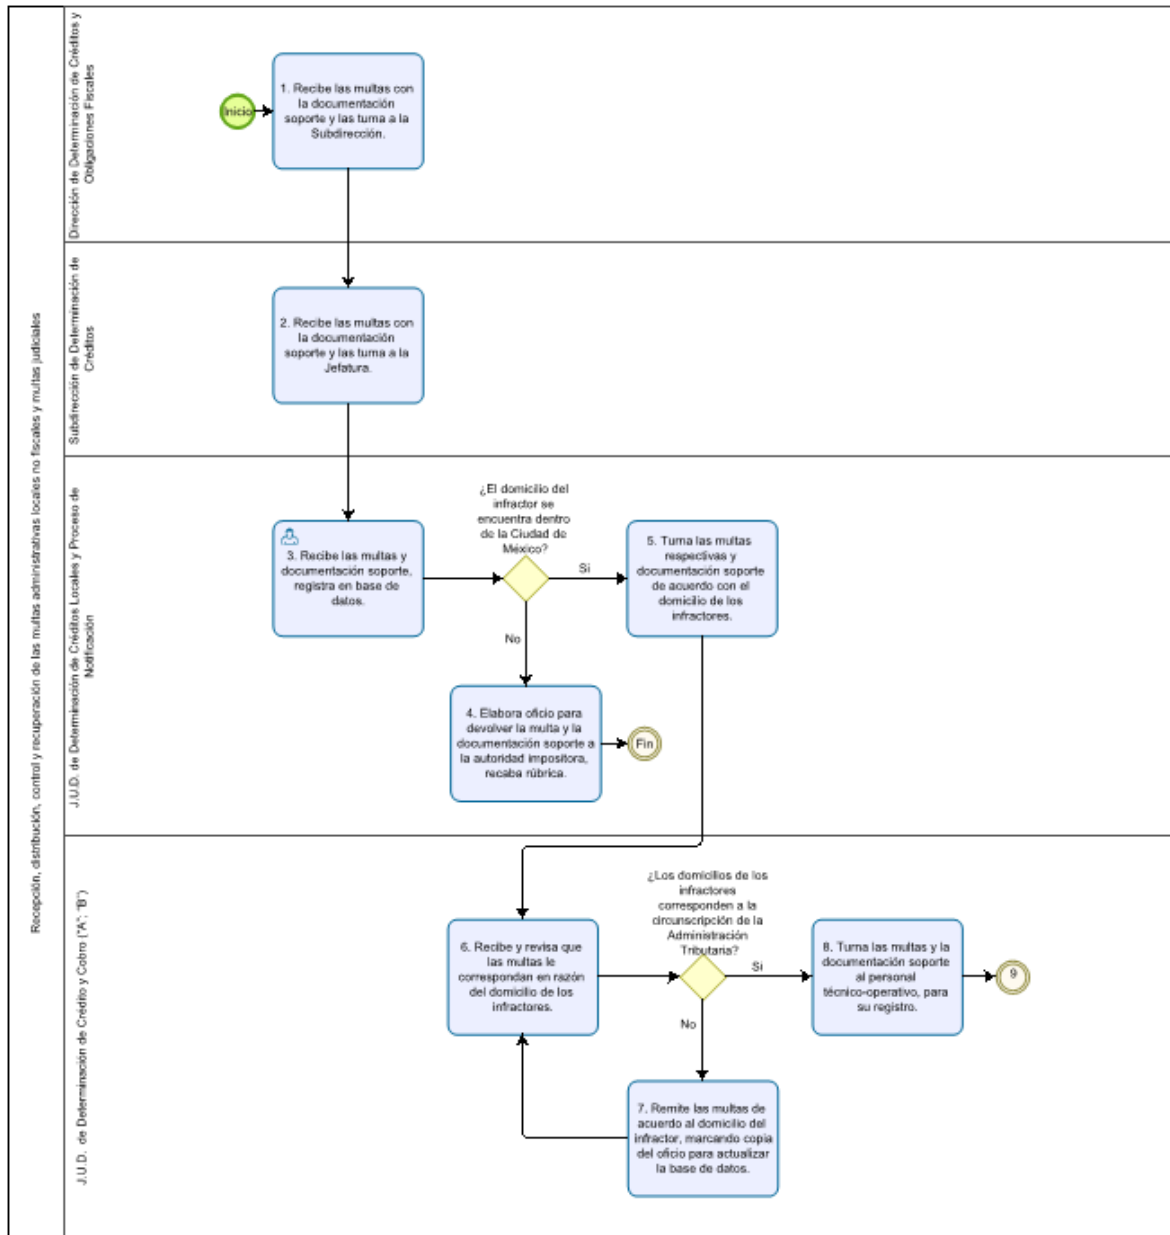 Recepción, distribución, control y recuperación de las multas administrativas locales no fiscales y multas judiciales
Dirección de Determinación de Créditos y
Obligaciones Fiscales
Inicio
1. Recibe las multas con
la documentación
soporte y las turna a la
Subdirección.
Subdirección de Determinación de
Créditos
2. Recibe las multas con
la documentación
soporte y las turna a la
Jefatura.
J.U.D. de Determinación de Créditos Locales y Proceso de
Notificación
3. Recibe las multas y
documentación soporte,
registra en base de
datos.
¿El domicilio del
infractor se
encuentra dentro
de la Ciudad de
México?
Si
No
5. Turna las multas
respectivas y
documentación soporte
de acuerdo con el
domicilio de los
infractores.
4. Elabora oficio para
devolver la multa y la
documentación soporte a
la autoridad impositora,
recaba rúbrica.
Fin
J.U.D. de Determinación de Crédito y Cobro ("A"; "B")
6. Recibe y revisa que
las multas le
correspondan en razón
del domicilio de los
infractores.
¿Los domicilios de los
infractores
corresponden a la
circunscripción de la
Administración
Tributaria?
Si
No
8. Turna las multas y la
documentación soporte
al personal
técnico-operativo, para
su registro.
9
7. Remite las multas de
acuerdo al domicilio del
infractor, marcando copia
del oficio para actualizar
la base de datos.